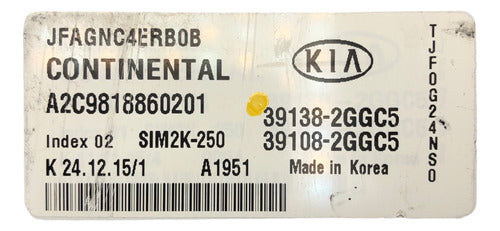 JFAGNC4ERB0B
CONTINENTAL
KIA
A2C9818860201
39138-2GGC5
Index 02 SIM2K-250 39108-2GGC5
K 24.12.15/1 A1951 Made in Korea
TJF0G24NS0